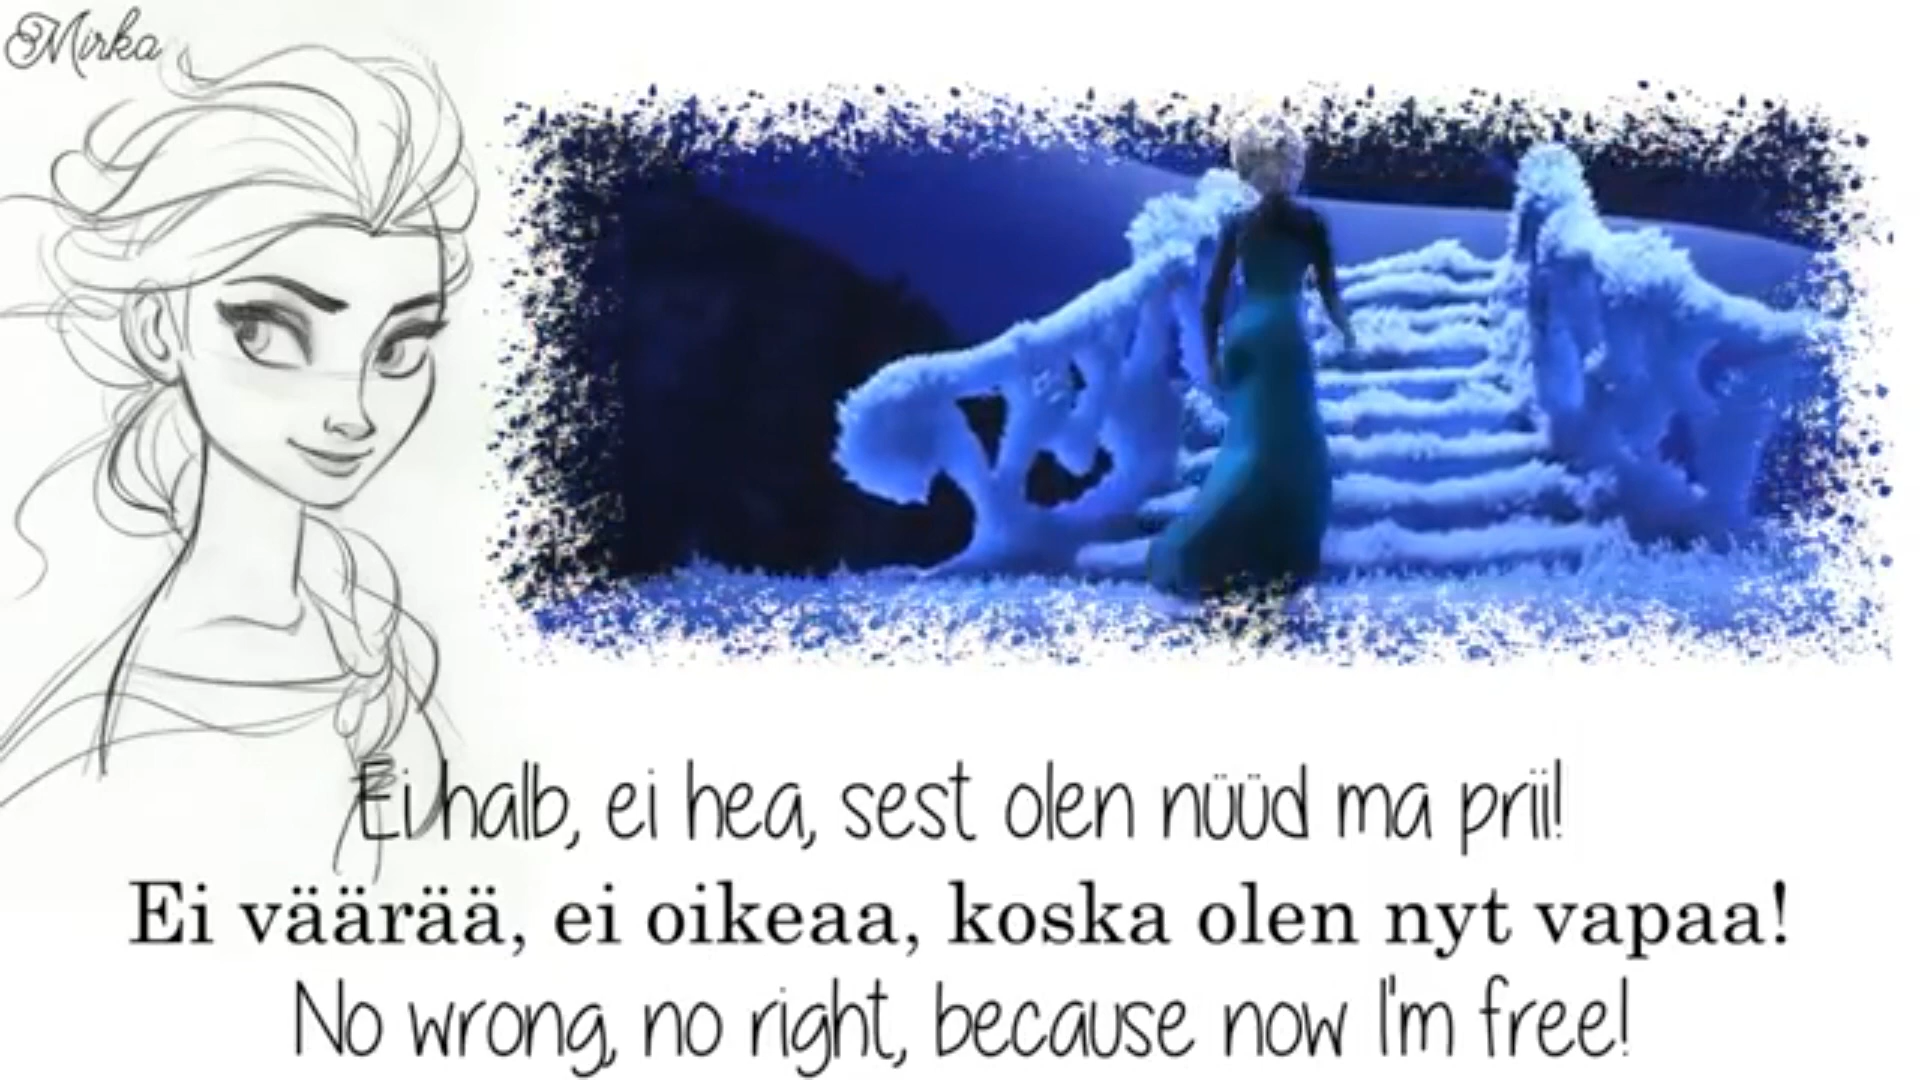 Mirka
Ei halb, ei hea, sest olen nüüd ma prii!
Ei väärää, ei oikeaa, koska olen nyt vapaa!
No wrong, no right, because now I'm free!